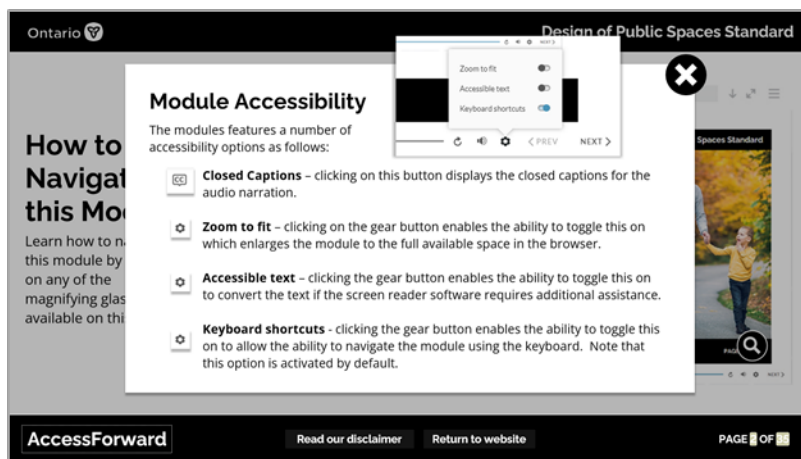 Ontario
Design of Public Spaces Standard
NEXT >
Zoom to fit
Accessible text
Keyboard shortcuts
< PREV
NEXT >
Module Accessibility
The modules features a number of
accessibility options as follows:
CC
Closed Captions – clicking on this button displays the closed captions for the
audio narration.
Zoom to fit – clicking on the gear button enables the ability to toggle this on
which enlarges the module to the full available space in the browser.
Accessible text – clicking the gear button enables the ability to toggle this on
to convert the text if the screen reader software requires additional assistance.
Keyboard shortcuts - clicking the gear button enables the ability to toggle this
on to allow the ability to navigate the module using the keyboard. Note that
this option is activated by default.
How to
Navigat
this Mo
Learn how to n
this module by
on any of the
magnifying glas
available on thi
Spaces Standard
NEXT >
AccessForward
Read our disclaimer
Return to website
PAGE 2 OF 35